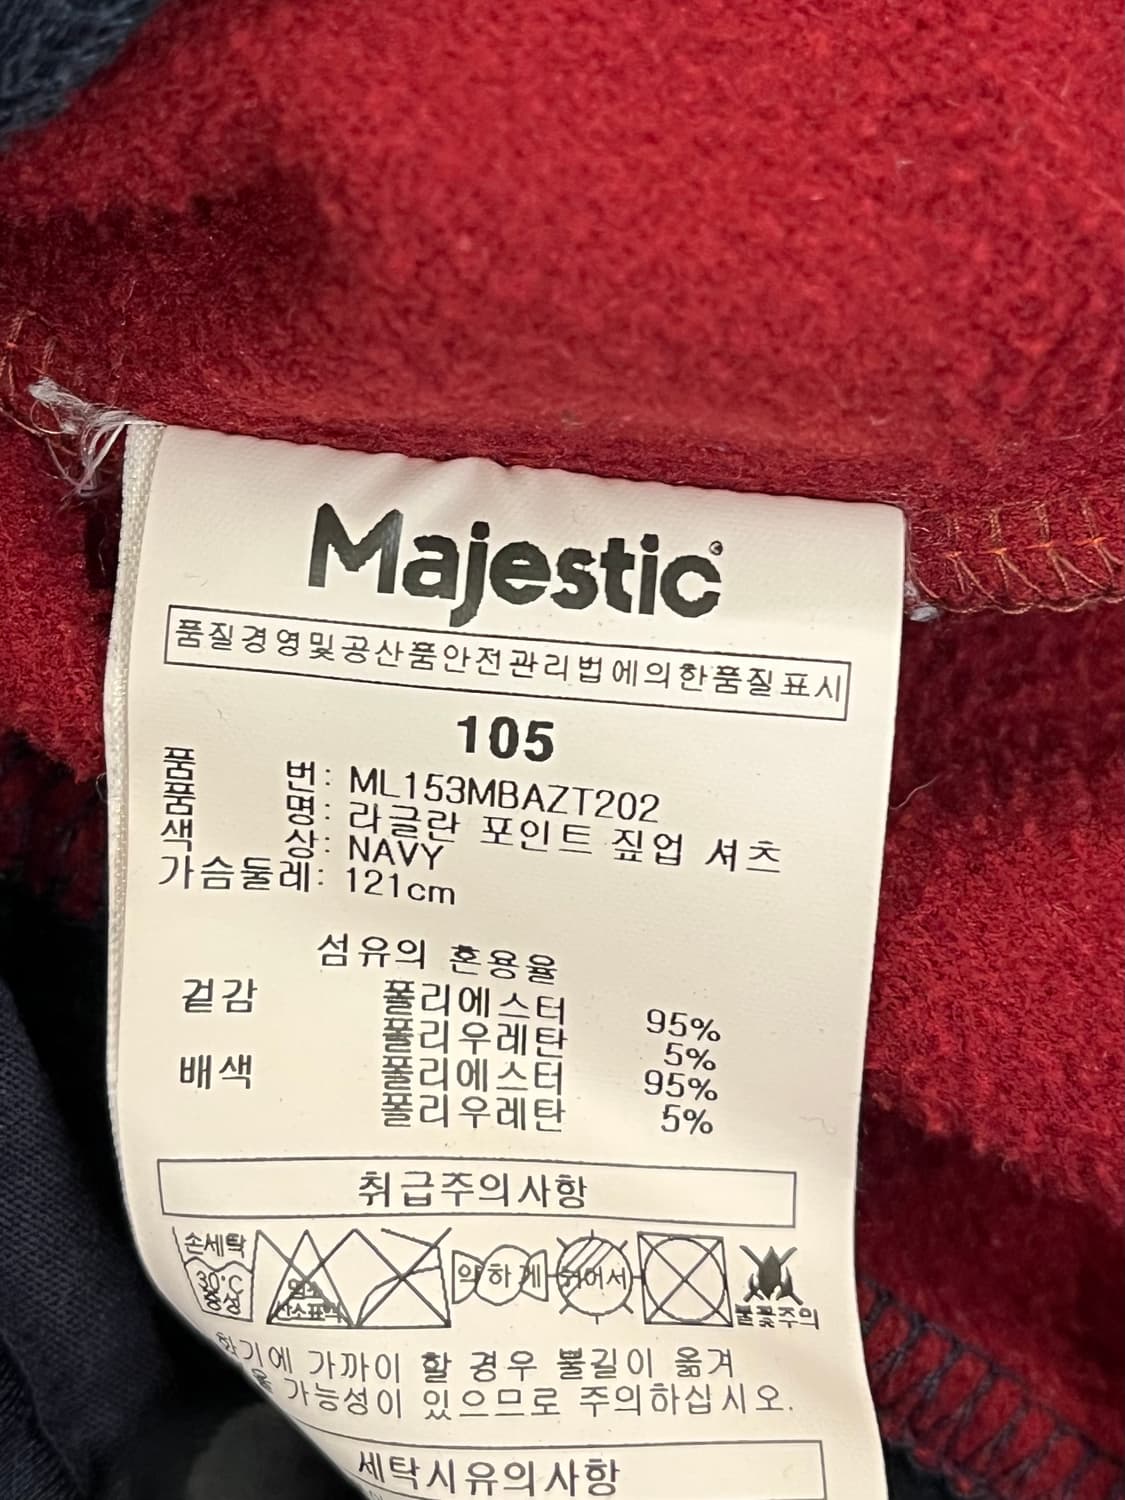 Majestic
품질경영및공산품안전관리법에의한품질표시
105
품 번: ML153MBAZT202
품 명: 라글란 포인트 짚업 셔츠
색 상: NAVY
가슴둘레: 121cm
섬유의 혼용율
겉감 폴리에스터 95%
폴리우레탄 5%
배색 폴리에스터 95%
폴리우레탄 5%
취급주의사항
손세탁
30°C
약하게
뉘어서
불꽃주의
화기에 가까이 할 경우 불길이 옮겨
가능성이 있으므로 주의하십시오.
세탁시유의사항